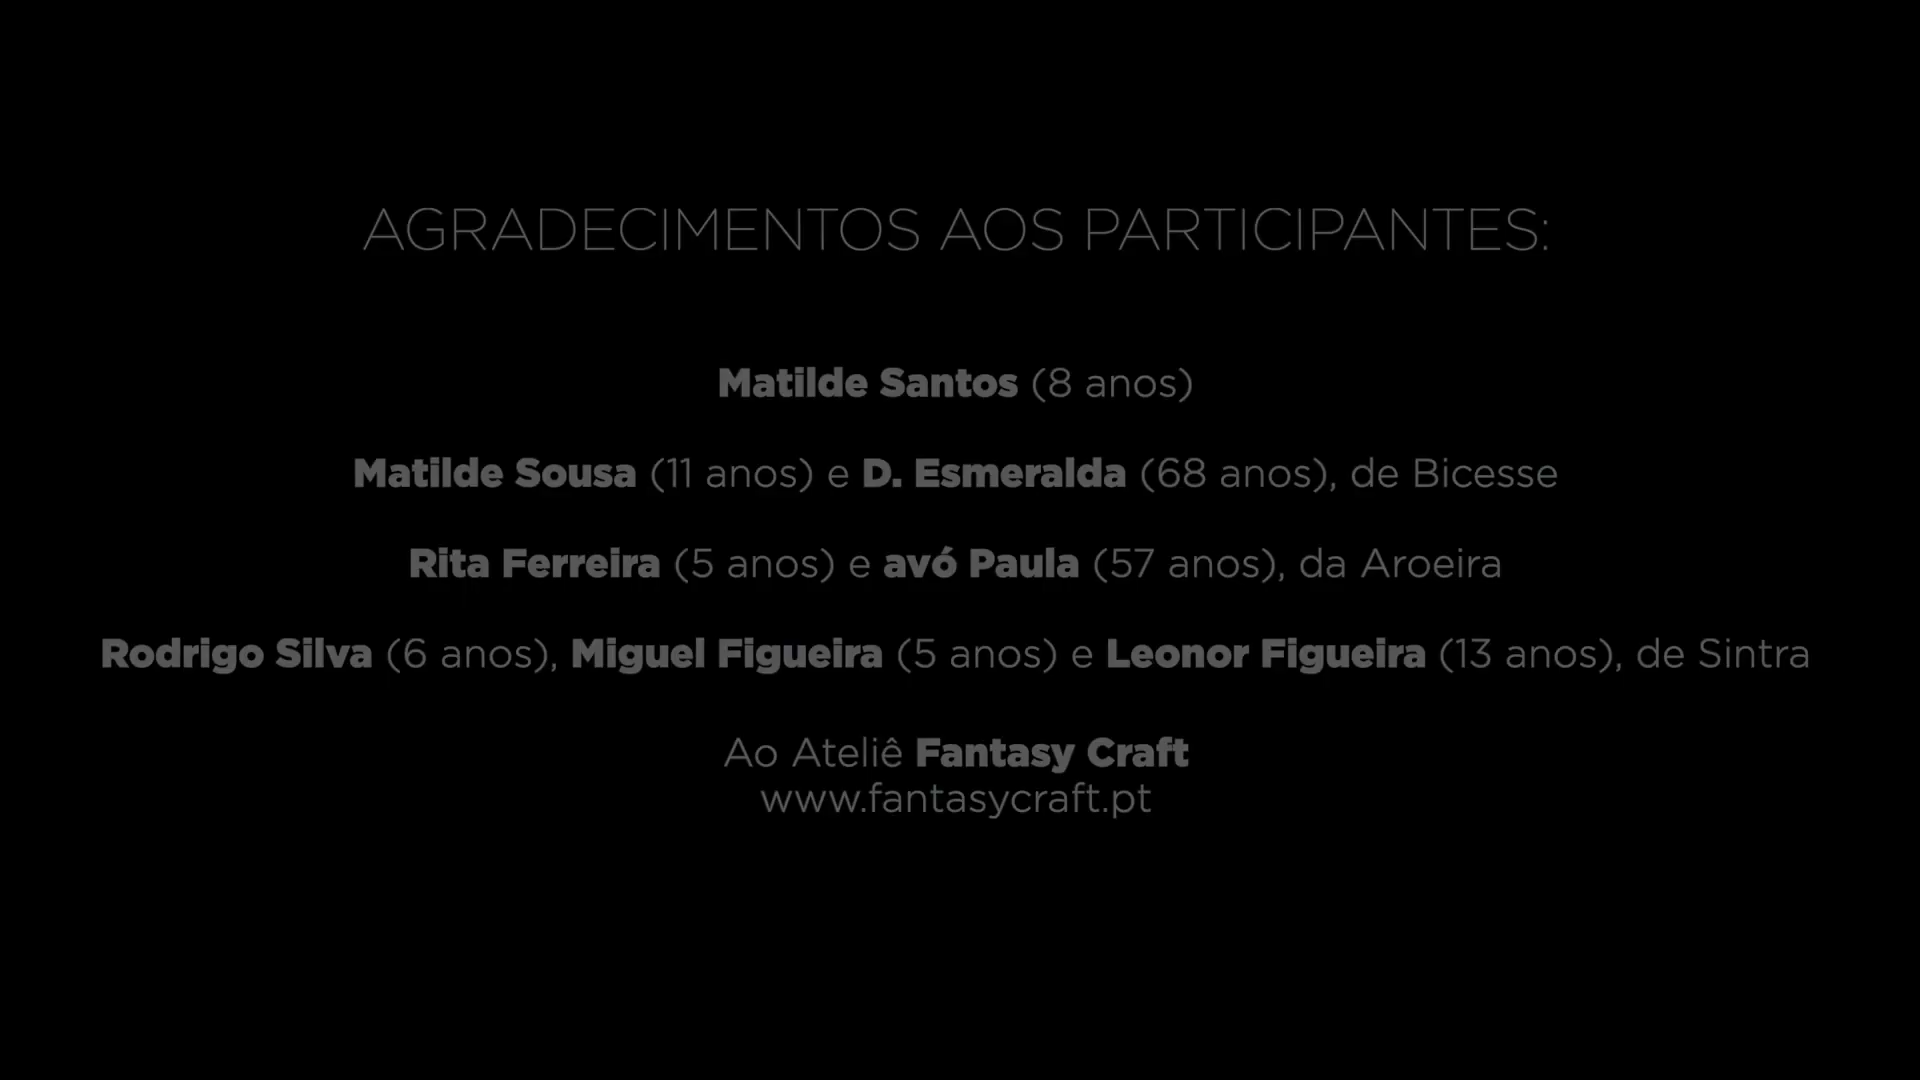 AGRADECIMENTOS AOS PARTICIPANTES:
Matilde Santos (8 anos)
Matilde Sousa (11 anos) e D. Esmeralda (68 anos), de Bicesse
Rita Ferreira (5 anos) e avó Paula (57 anos), da Aroeira
Rodrigo Silva (6 anos), Miguel Figueira (5 anos) e Leonor Figueira (13 anos), de Sintra
Ao Ateliê Fantasy Craft
www.fantasycraft.pt